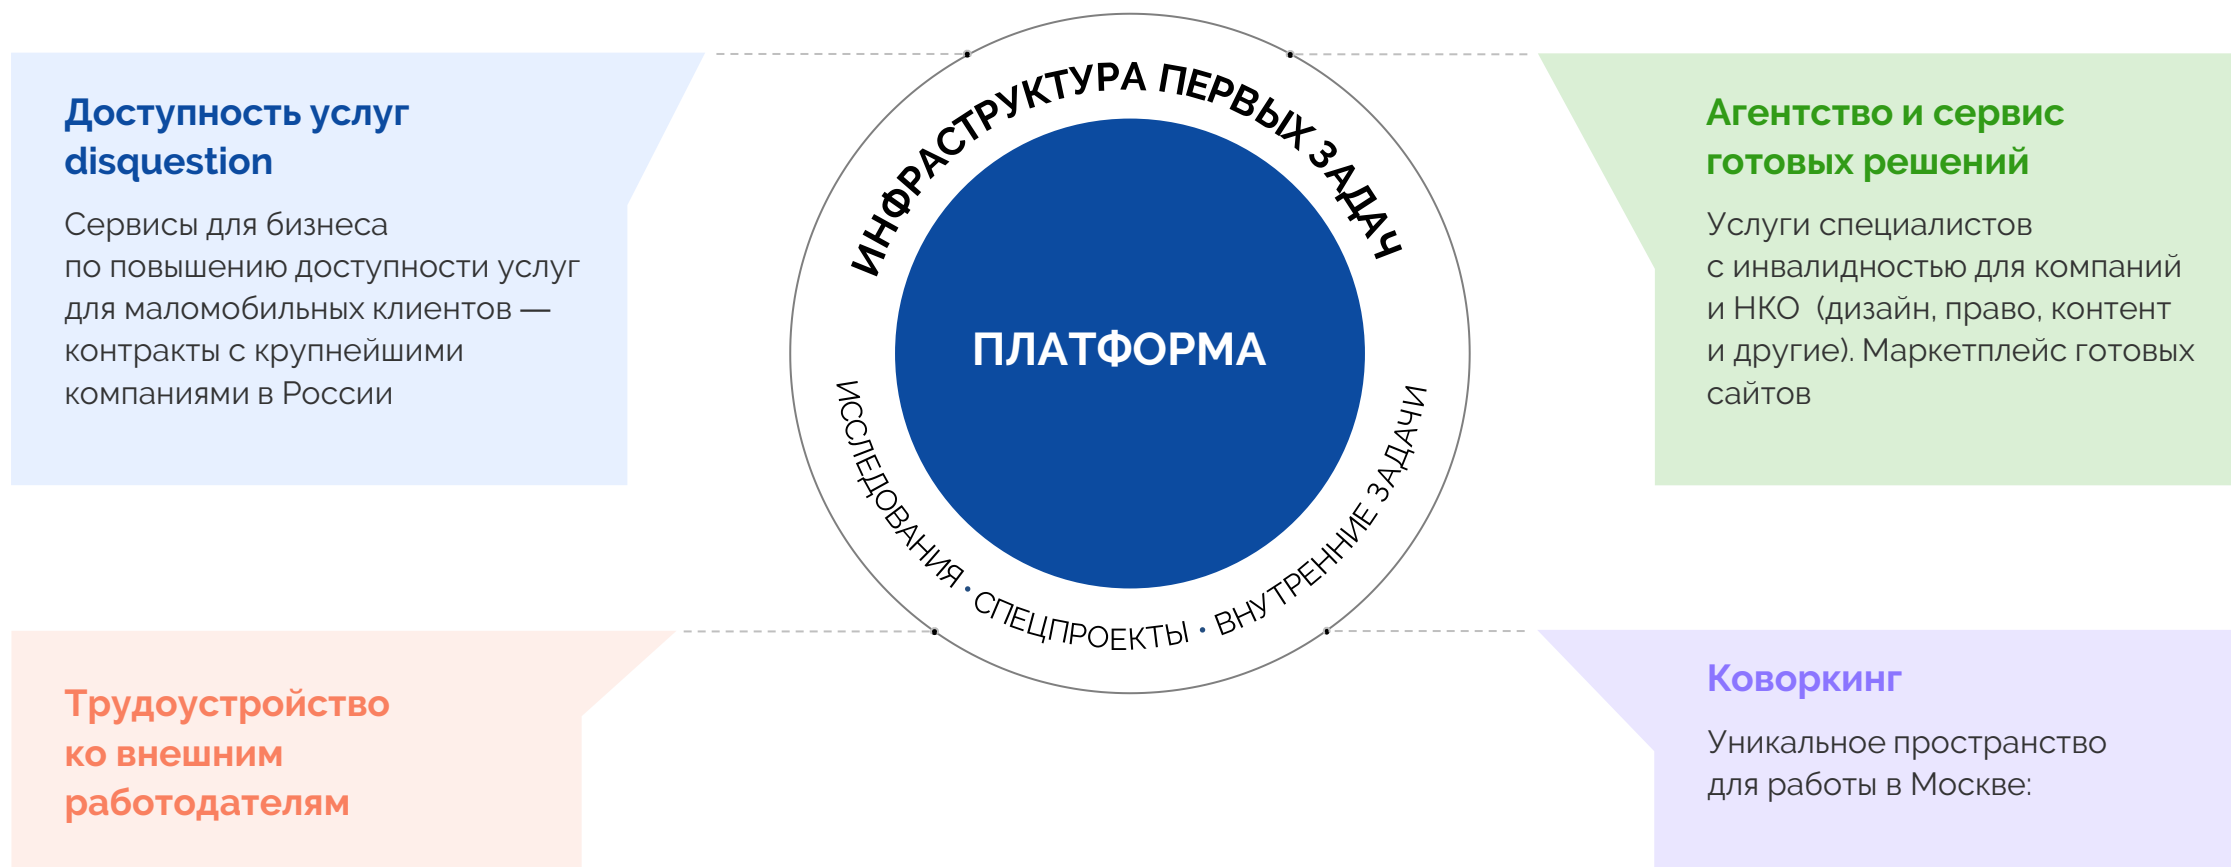 Доступность услуг
disquestion
Сервисы для бизнеса
по повышению доступности услуг
для маломобильных клиентов —
контракты с крупнейшими
компаниями в России
ИНФРАСТРУКТУРА ПЕРВЫХ ЗАДАЧ
ПЛАТФОРМА
ИССЛЕДОВАНИЯ • СПЕЦПРОЕКТЫ • ВНУТРЕННИЕ ЗАДАЧИ
Агентство и сервис
готовых решений
Услуги специалистов
с инвалидностью для компаний
и НКО  (дизайн, право, контент
и другие). Маркетплейс готовых
сайтов
Трудоустройство
ко внешним
работодателям
Коворкинг
Уникальное пространство
для работы в Москве: